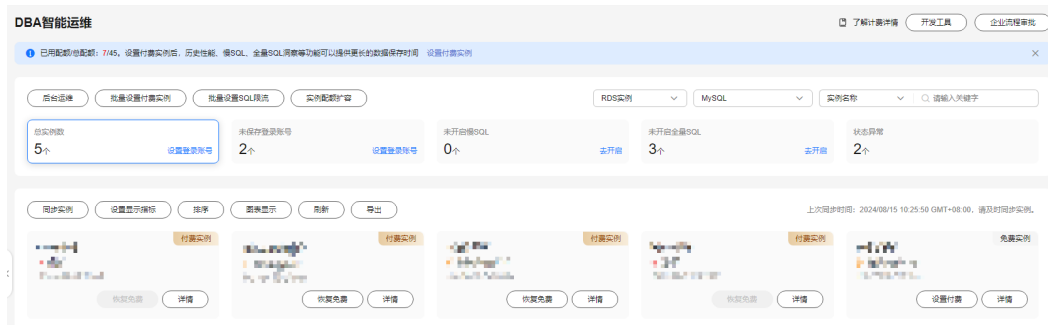 DBA智能运维
了解计费详情 开发工具 企业流程审批
已用配额/总配额：7/45。设置付费实例后，历史性能、慢SQL、全量SQL洞察等功能可以提供更长的数据保存时间 设置付费实例
后台运维 批量设置付费实例 批量设置SQL限流 实例配额扩容 RDS实例 MySQL 实例名称 请输入关键字
总实例数 未保存登录账号 未开启慢SQL 未开启全量SQL 状态异常
5个 设置登录账号 2个 设置登录账号 0个 去开启 3个 去开启 2个
同步实例 设置显示指标 排序 图表显示 刷新 导出 上次同步时间：2024/08/15 10:25:50 GMT+08:00，请及时同步实例。
付费实例 付费实例 付费实例 付费实例 免费实例
恢复免费 详情 恢复免费 详情 恢复免费 详情 恢复免费 详情 设置付费 详情